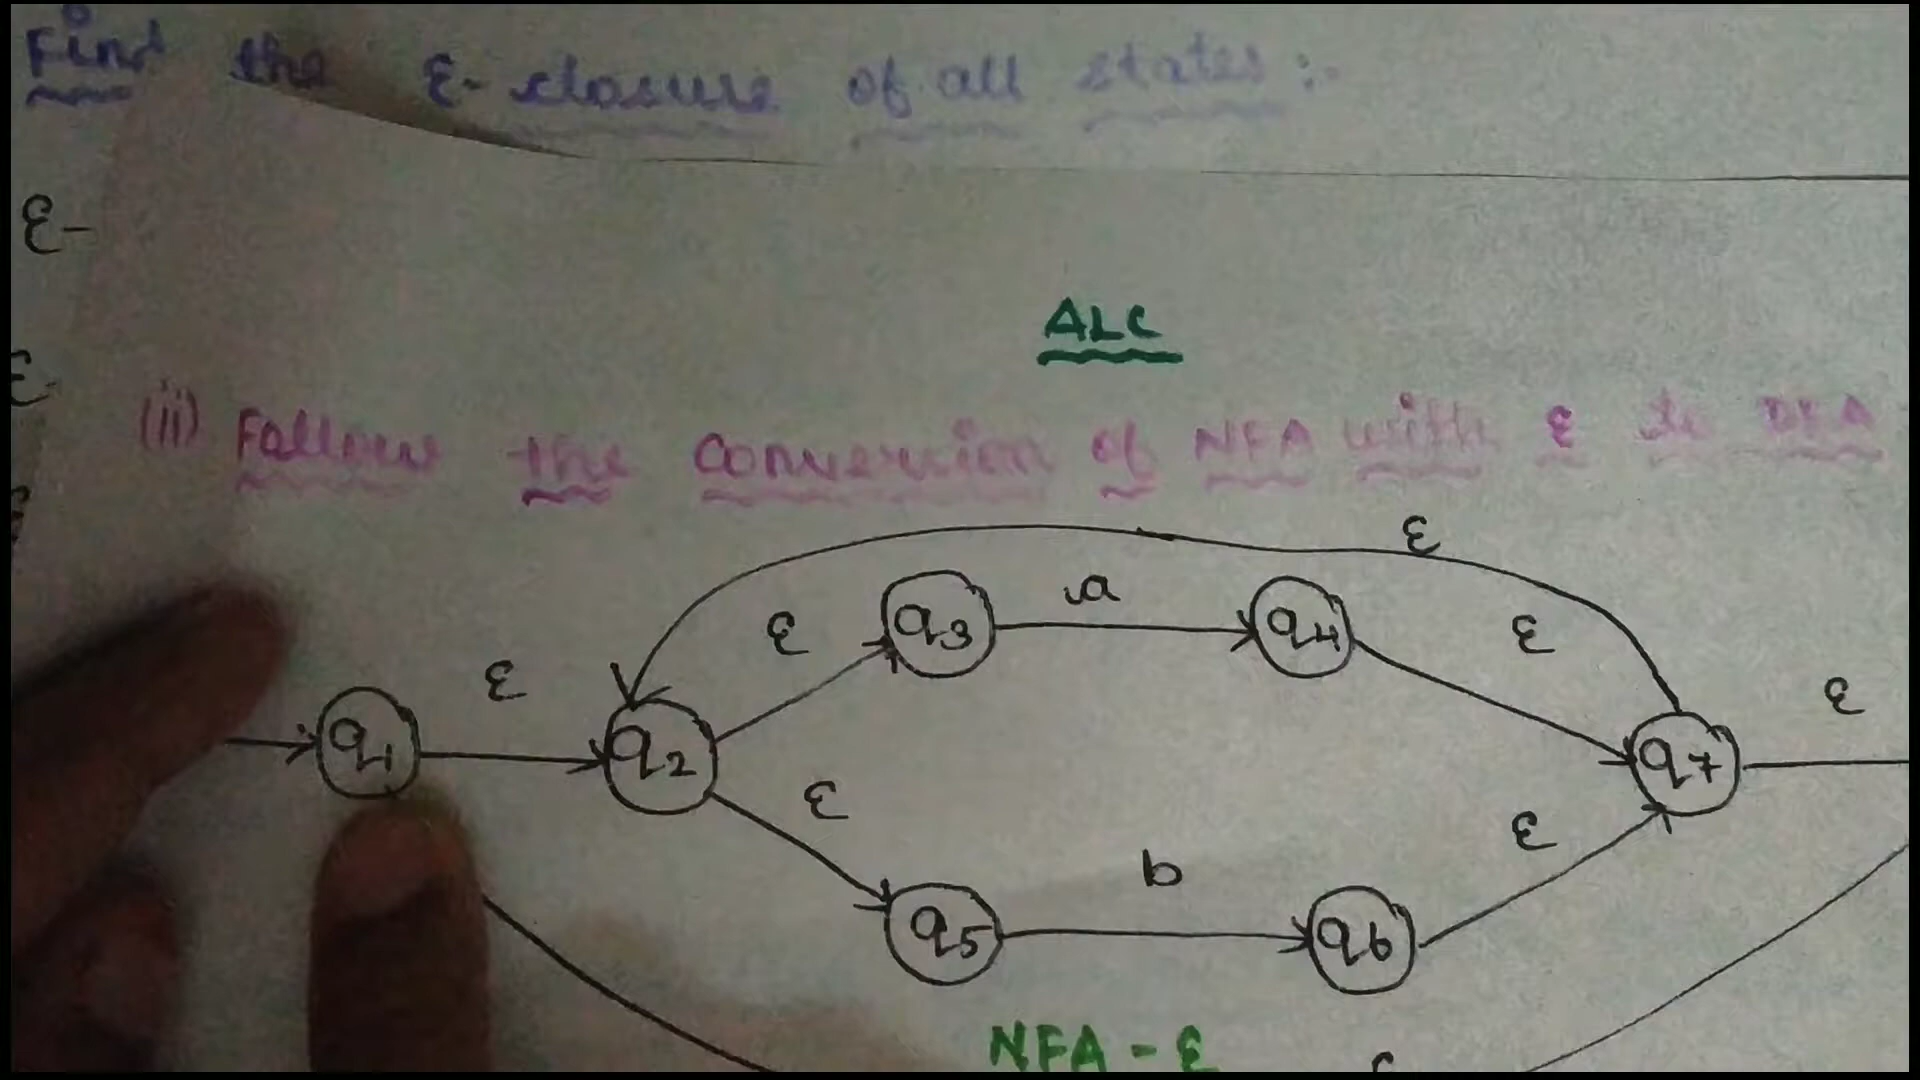 Find the ε-closure of all states:-
ε-
ε-
ALC
(ii) Follow the conversion of NFA with ε to DFA
ε
a
ε q3 q4 ε
ε ε
q1 q2 q7
ε
b ε
q5 q6
NFA-ε